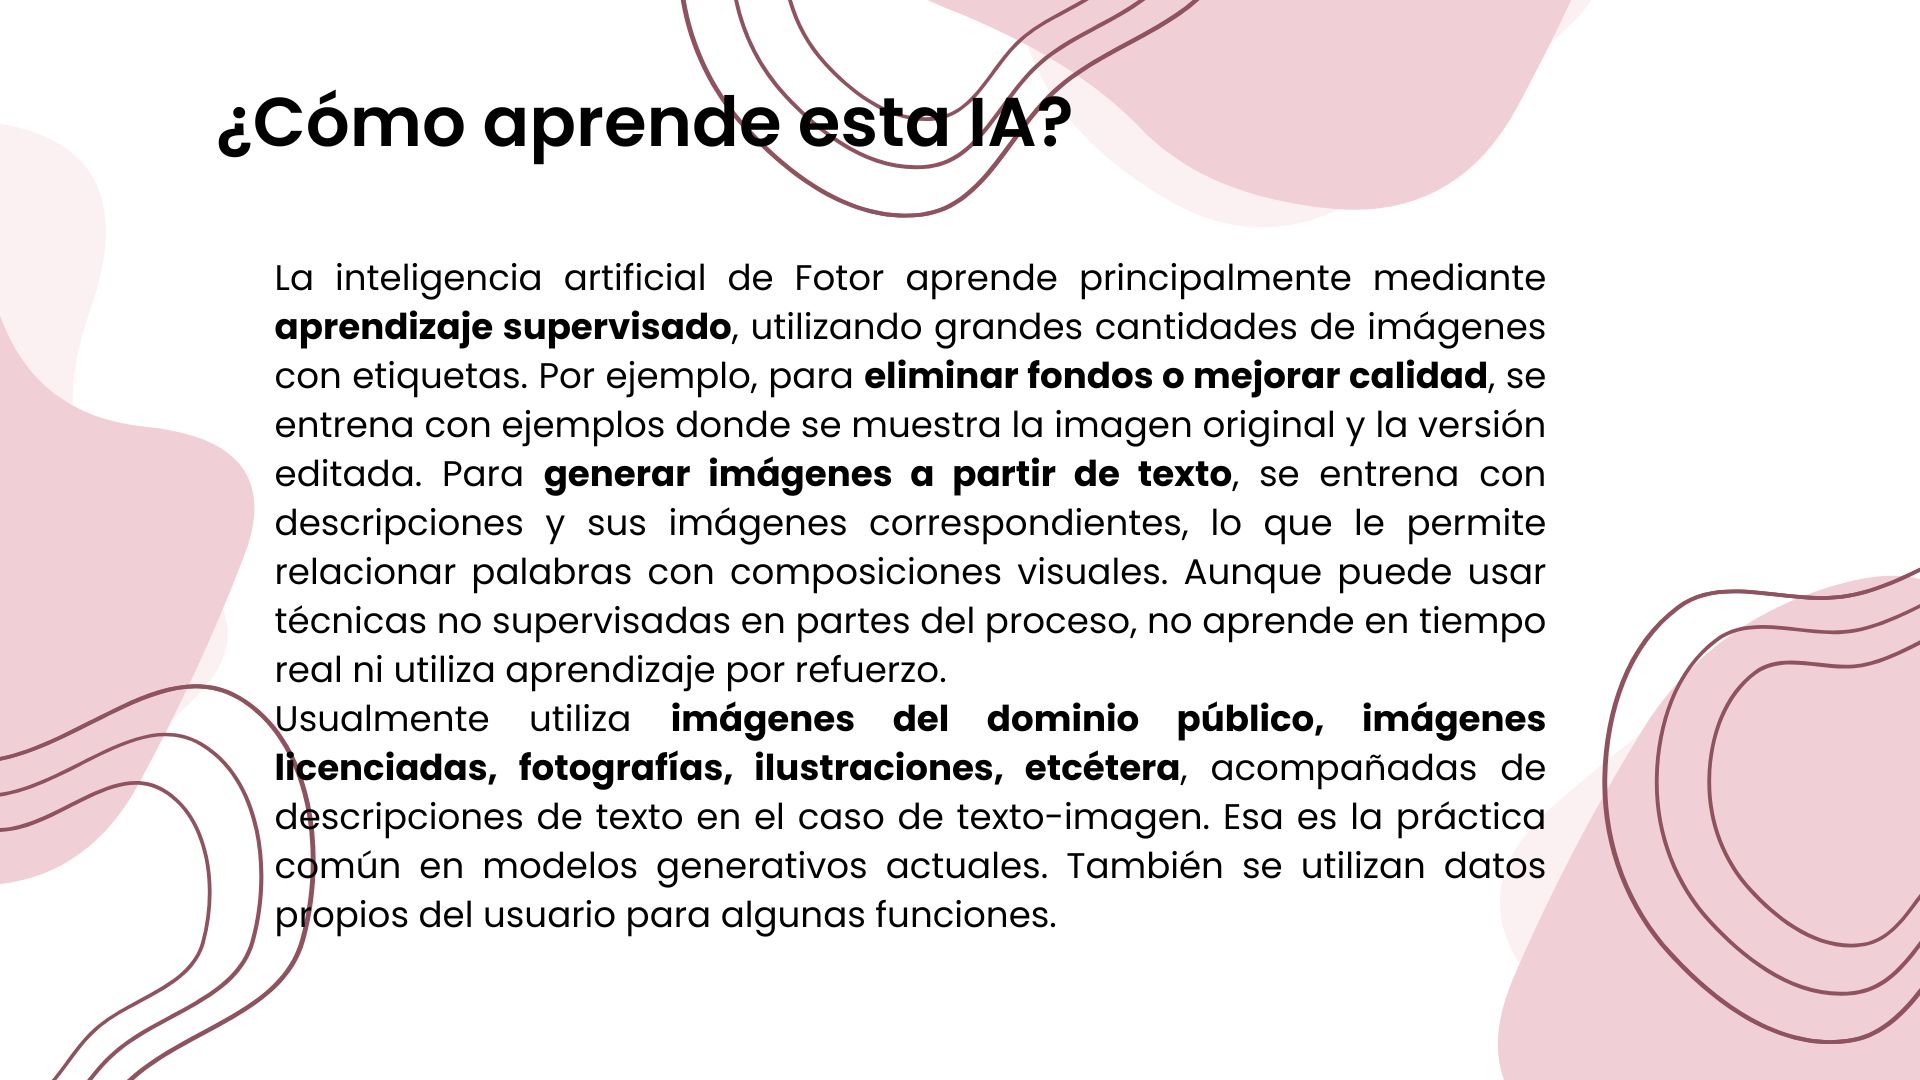 ¿Cómo aprende esta IA?
La inteligencia artificial de Fotor aprende principalmente mediante
aprendizaje supervisado, utilizando grandes cantidades de imágenes
con etiquetas. Por ejemplo, para eliminar fondos o mejorar calidad, se
entrena con ejemplos donde se muestra la imagen original y la versión
editada. Para generar imágenes a partir de texto, se entrena con
descripciones y sus imágenes correspondientes, lo que le permite
relacionar palabras con composiciones visuales. Aunque puede usar
técnicas no supervisadas en partes del proceso, no aprende en tiempo
real ni utiliza aprendizaje por refuerzo.
Usualmente utiliza imágenes del dominio público, imágenes
licenciadas, fotografías, ilustraciones, etcétera, acompañadas de
descripciones de texto en el caso de texto-imagen. Esa es la práctica
común en modelos generativos actuales. También se utilizan datos
propios del usuario para algunas funciones.